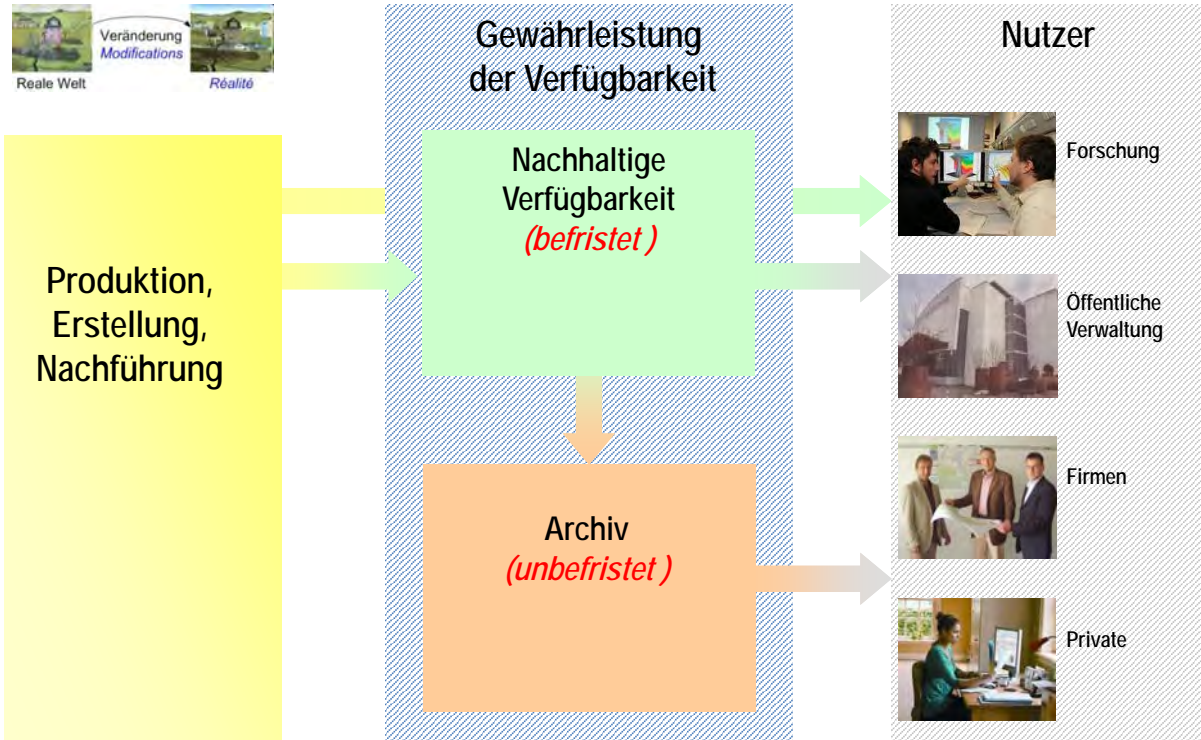 Veränderung
Modifications
Reale Welt
Réalité
Produktion,
Erstellung,
Nachführung
Gewährleistung
der Verfügbarkeit
Nachhaltige
Verfügbarkeit
(befristet )
Archiv
(unbefristet )
Nutzer
Forschung
Öffentliche
Verwaltung
Firmen
Private